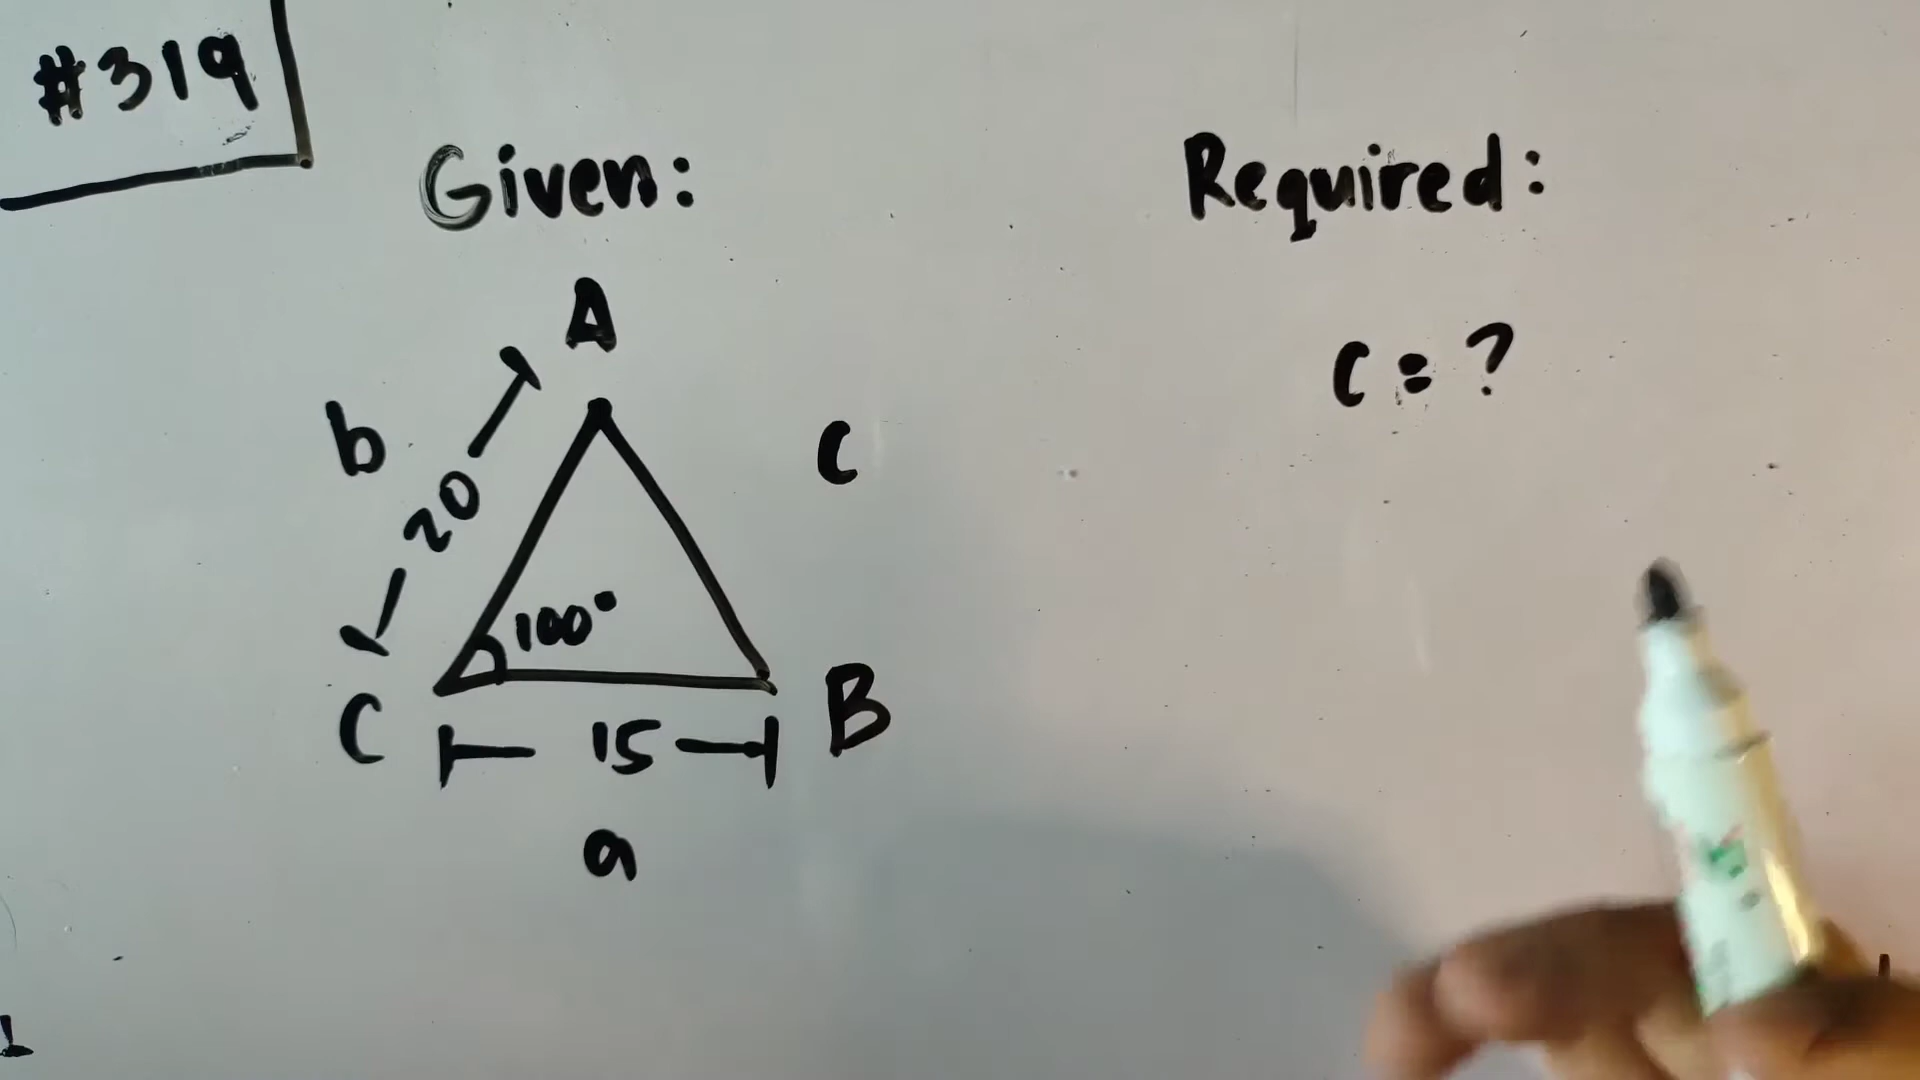 #319
Given:
Required:
A
c = ?
b
c
20
100°
C
15
B
a